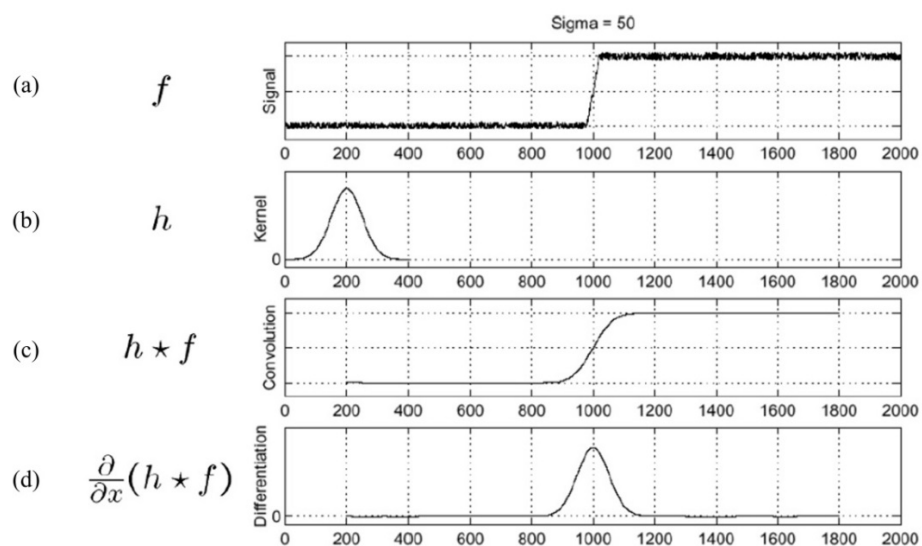 Sigma = 50
(a) f Signal
0 200 400 600 800 1000 1200 1400 1600 1800 2000
(b) h Kernel
0
0 200 400 600 800 1000 1200 1400 1600 1800 2000
(c) h ⋆ f Convolution
0 200 400 600 800 1000 1200 1400 1600 1800 2000
(d) ∂/∂x (h ⋆ f) Differentiation
0
0 200 400 600 800 1000 1200 1400 1600 1800 2000